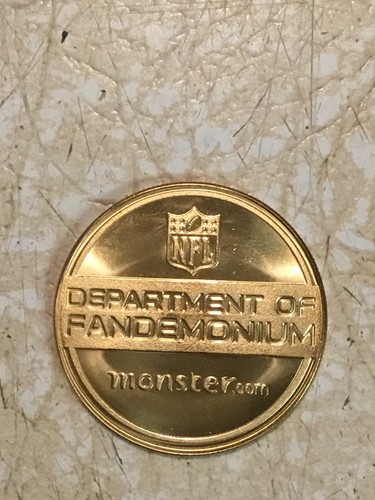 NFL
DEPARTMENT OF
FANDEMONIUM
monster.com